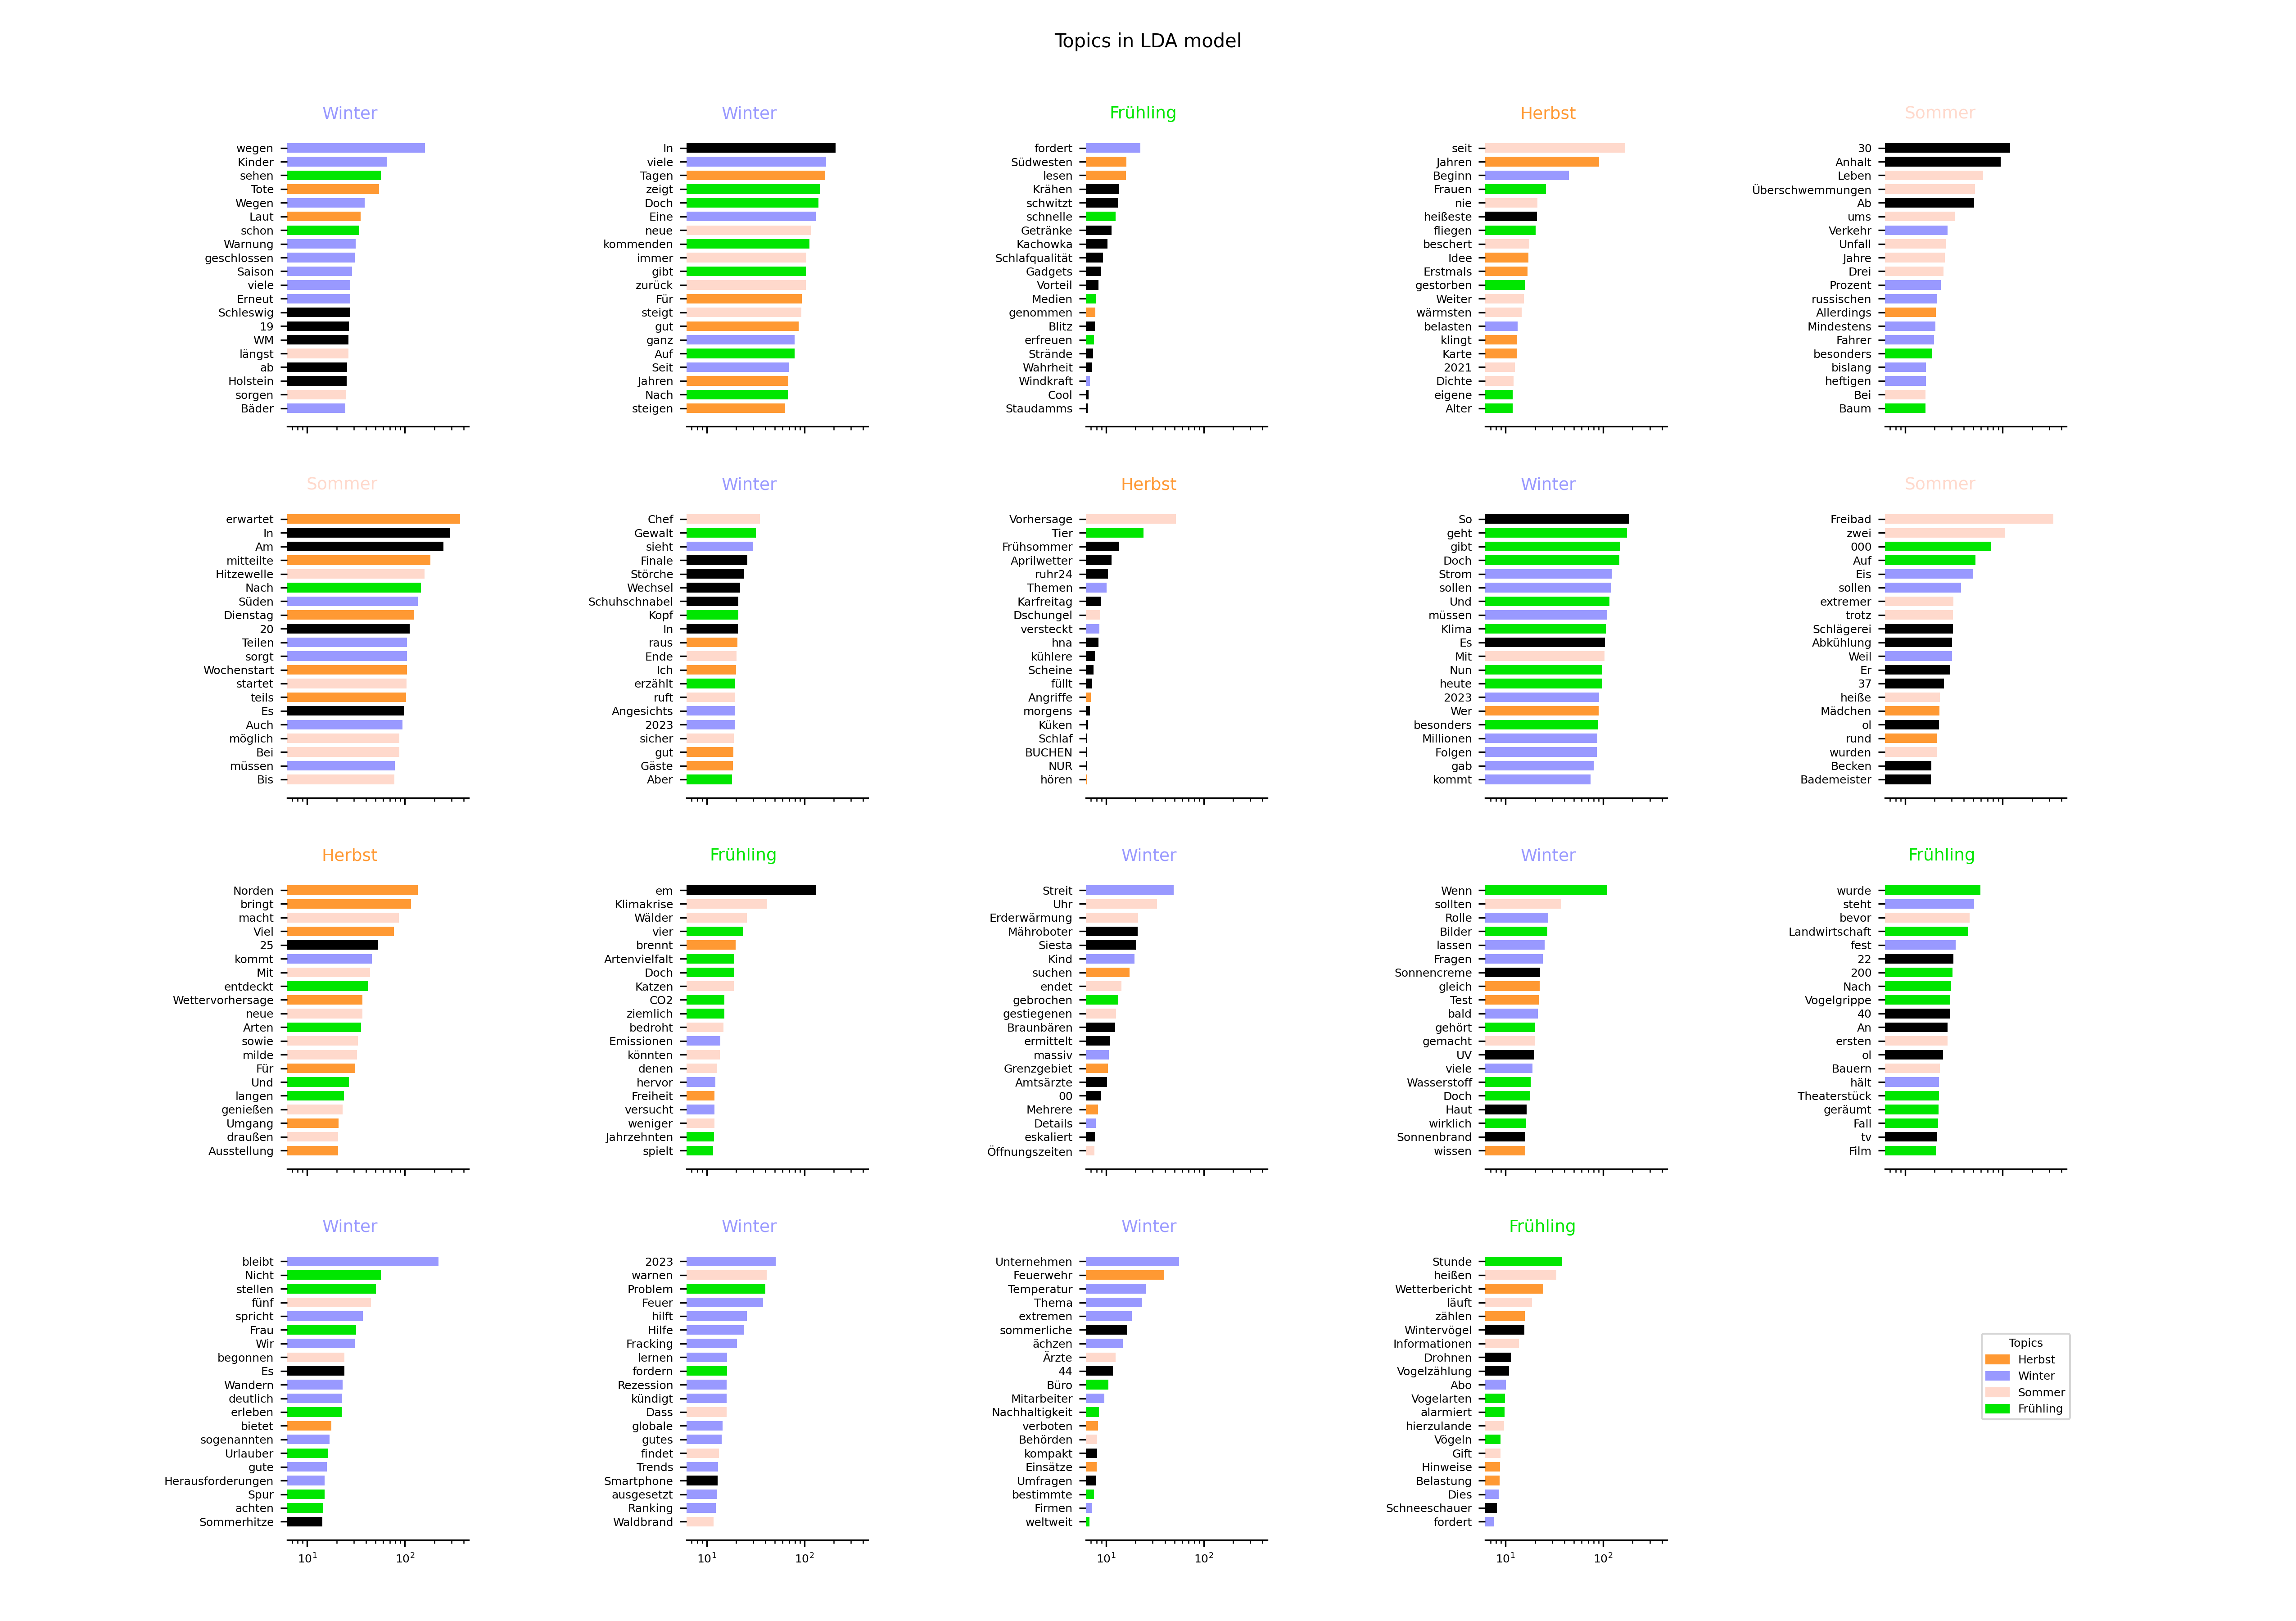 Topics in LDA model
Winter
wegen
Kinder
sehen
Tote
Wegen
Laut
schon
Warnung
geschlossen
Saison
viele
Erneut
Schleswig
19
WM
längst
ab
Holstein
sorgen
Bäder
Winter
In
viele
Tagen
zeigt
Doch
Eine
neue
kommenden
immer
gibt
zurück
Für
steigt
gut
ganz
Auf
Seit
Jahren
Nach
steigen
Frühling
fordert
Südwesten
lesen
Krähen
schwitzt
schnelle
Getränke
Kachowka
Schlafqualität
Gadgets
Vorteil
Medien
genommen
Blitz
erfreuen
Strände
Wahrheit
Windkraft
Cool
Staudamms
Herbst
seit
Jahren
Beginn
Frauen
nie
heißeste
fliegen
beschert
Idee
Erstmals
gestorben
Weiter
wärmsten
belasten
klingt
Karte
2021
Dichte
eigene
Alter
Sommer
30
Anhalt
Leben
Überschwemmungen
Ab
ums
Verkehr
Unfall
Jahre
Drei
Prozent
russischen
Allerdings
Mindestens
Fahrer
besonders
bislang
heftigen
Bei
Baum
Sommer
erwartet
In
Am
mitteilte
Hitzewelle
Nach
Süden
Dienstag
20
Teilen
sorgt
Wochenstart
startet
teils
Es
Auch
möglich
Bei
müssen
Bis
Winter
Chef
Gewalt
sieht
Finale
Störche
Wechsel
Schuhschnabel
Kopf
In
raus
Ende
Ich
erzählt
ruft
Angesichts
2023
sicher
gut
Gäste
Aber
Herbst
Vorhersage
Tier
Frühsommer
Aprilwetter
ruhr24
Themen
Karfreitag
Dschungel
versteckt
hna
kühlere
Scheine
füllt
Angriffe
morgens
Küken
Schlaf
BUCHEN
NUR
hören
Winter
So
geht
gibt
Doch
Strom
sollen
Und
müssen
Klima
Es
Mit
Nun
heute
2023
Wer
besonders
Millionen
Folgen
gab
kommt
Sommer
Freibad
zwei
000
Auf
Eis
sollen
extremer
trotz
Schlägerei
Abkühlung
Weil
Er
37
heiße
Mädchen
ol
rund
wurden
Becken
Bademeister
Herbst
Norden
bringt
macht
Viel
25
kommt
Mit
entdeckt
Wettervorhersage
neue
Arten
sowie
milde
Für
Und
langen
genießen
Umgang
draußen
Ausstellung
Frühling
em
Klimakrise
Wälder
vier
brennt
Artenvielfalt
Doch
Katzen
CO2
ziemlich
bedroht
Emissionen
könnten
denen
hervor
Freiheit
versucht
weniger
Jahrzehnten
spielt
Winter
Streit
Uhr
Erderwärmung
Mähroboter
Siesta
Kind
suchen
endet
gebrochen
gestiegenen
Braunbären
ermittelt
massiv
Grenzgebiet
Amtsärzte
00
Mehrere
Details
eskaliert
Öffnungszeiten
Winter
Wenn
sollten
Rolle
Bilder
lassen
Fragen
Sonnencreme
gleich
Test
bald
gehört
gemacht
UV
viele
Wasserstoff
Doch
Haut
wirklich
Sonnenbrand
wissen
Frühling
wurde
steht
bevor
Landwirtschaft
fest
22
200
Nach
Vogelgrippe
40
An
ersten
ol
Bauern
hält
Theaterstück
geräumt
Fall
tv
Film
Winter
bleibt
Nicht
stellen
fünf
spricht
Frau
Wir
begonnen
Es
Wandern
deutlich
erleben
bietet
sogenannten
Urlauber
gute
Herausforderungen
Spur
achten
Sommerhitze
10¹ 10²
Winter
2023
warnen
Problem
Feuer
hilft
Hilfe
Fracking
lernen
fordern
Rezession
kündigt
Dass
globale
gutes
findet
Trends
Smartphone
ausgesetzt
Ranking
Waldbrand
10¹ 10²
Winter
Unternehmen
Feuerwehr
Temperatur
Thema
extremen
sommerliche
ächzen
Ärzte
44
Büro
Mitarbeiter
Nachhaltigkeit
verboten
Behörden
kompakt
Einsätze
Umfragen
bestimmte
Firmen
weltweit
10¹ 10²
Frühling
Stunde
heißen
Wetterbericht
läuft
zählen
Wintervögel
Informationen
Drohnen
Vogelzählung
Abo
Vogelarten
alarmiert
hierzulande
Vögeln
Gift
Hinweise
Belastung
Dies
Schneeschauer
fordert
10¹ 10²
Topics
Herbst
Winter
Sommer
Frühling